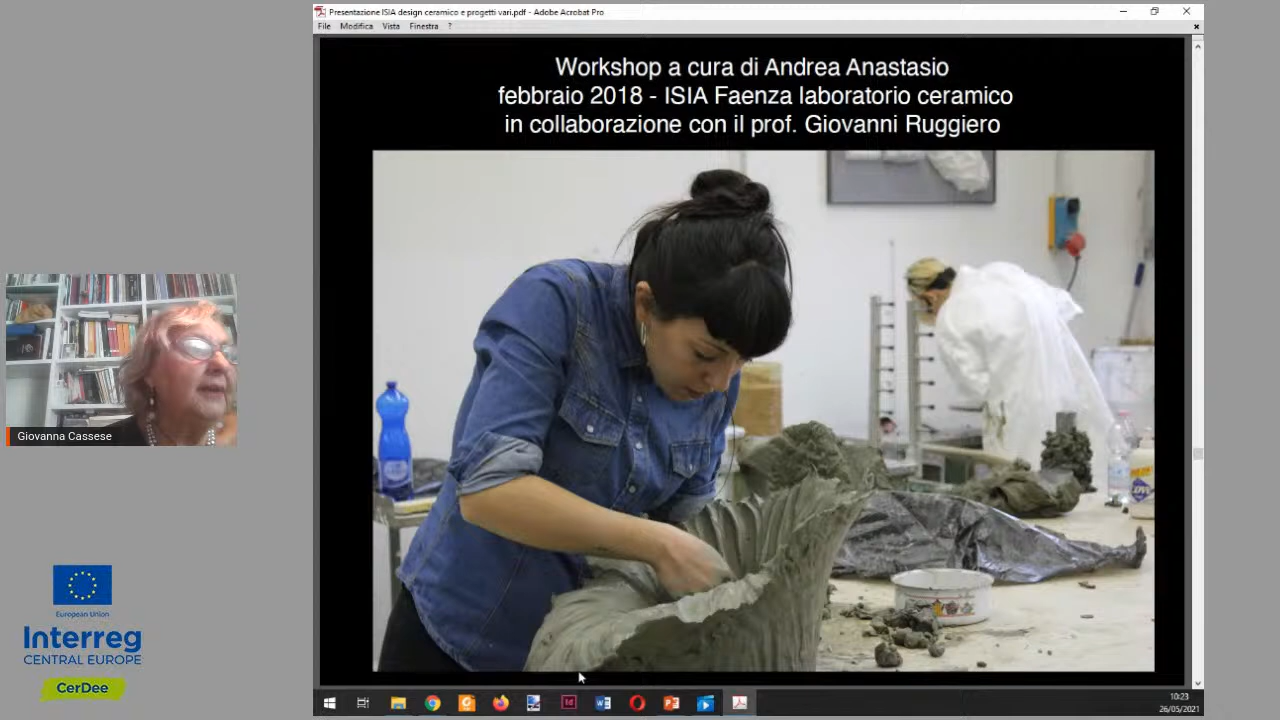 Presentazione ISIA design ceramico e progetti vari.pdf - Adobe Acrobat Pro
File Modifica Vista Finestra ?
Workshop a cura di Andrea Anastasio
febbraio 2018 - ISIA Faenza laboratorio ceramico
in collaborazione con il prof. Giovanni Ruggiero
Giovanna Cassese
European Union
Interreg
CENTRAL EUROPE
CerDee
10:23
26/05/2021